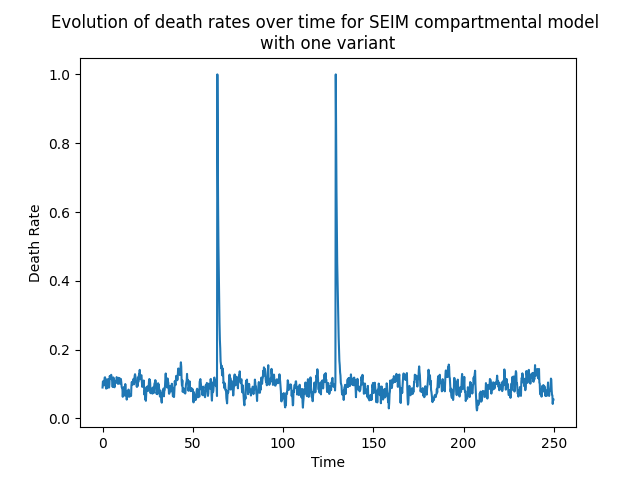 Evolution of death rates over time for SEIM compartmental model
with one variant
1.0
0.8
0.6
0.4
0.2
0.0
Death Rate
0 50 100 150 200 250
Time